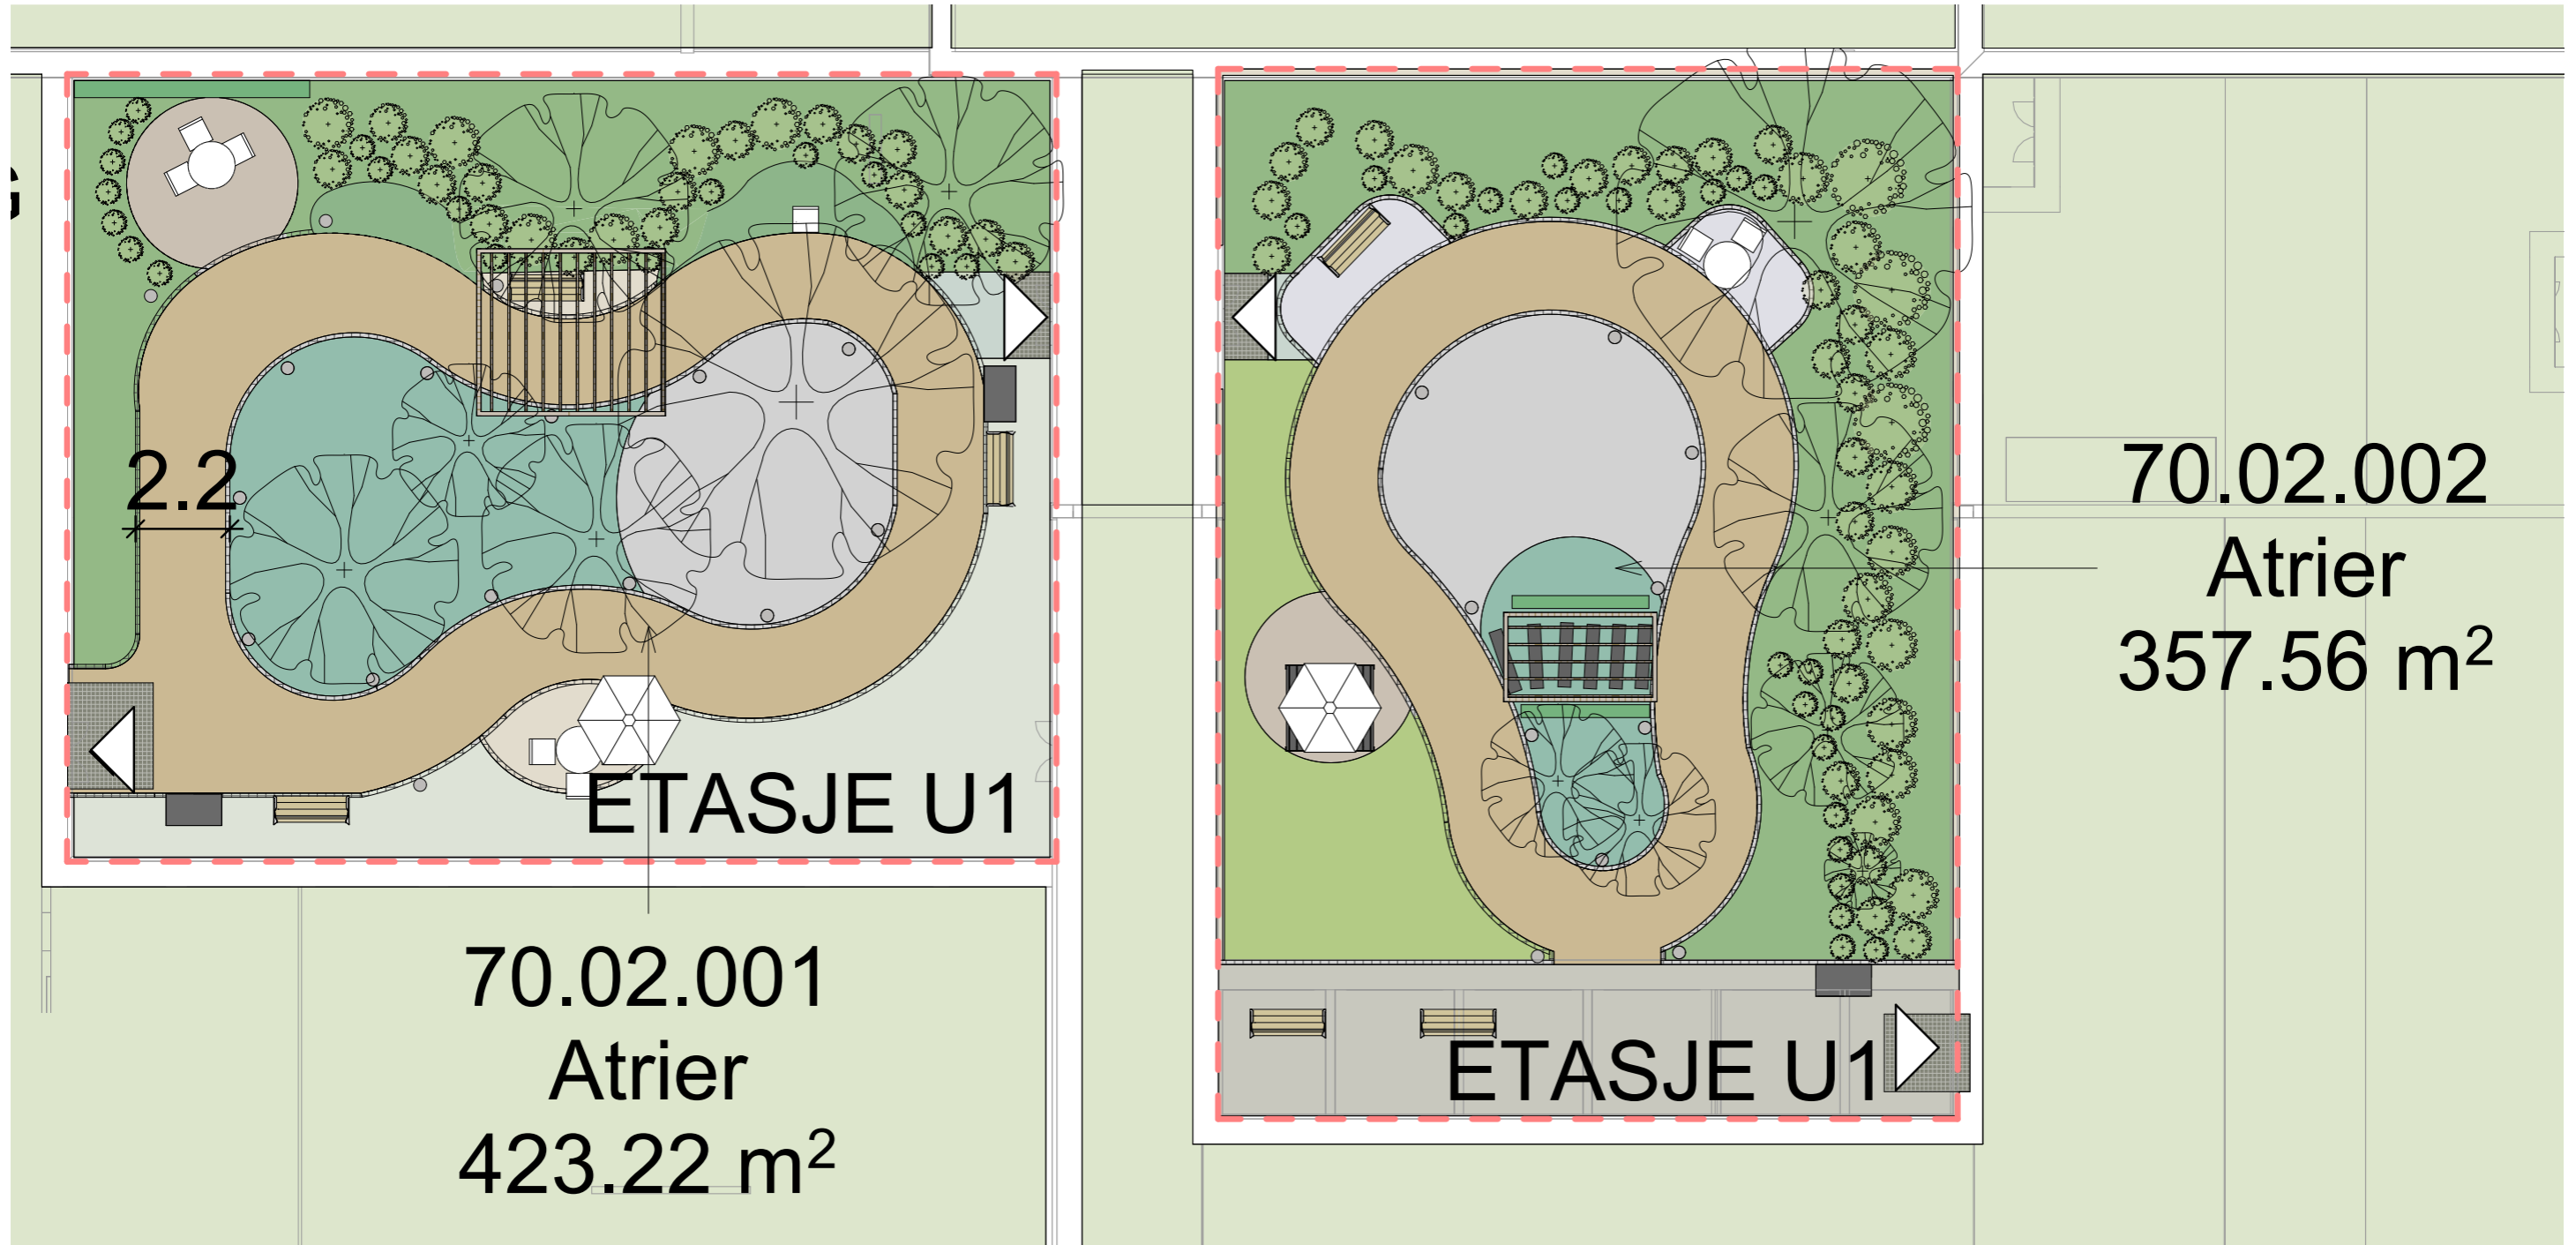 2.2
ETASJE U1
70.02.001
Atrier
423.22 m²
70.02.002
Atrier
357.56 m²
ETASJE U1